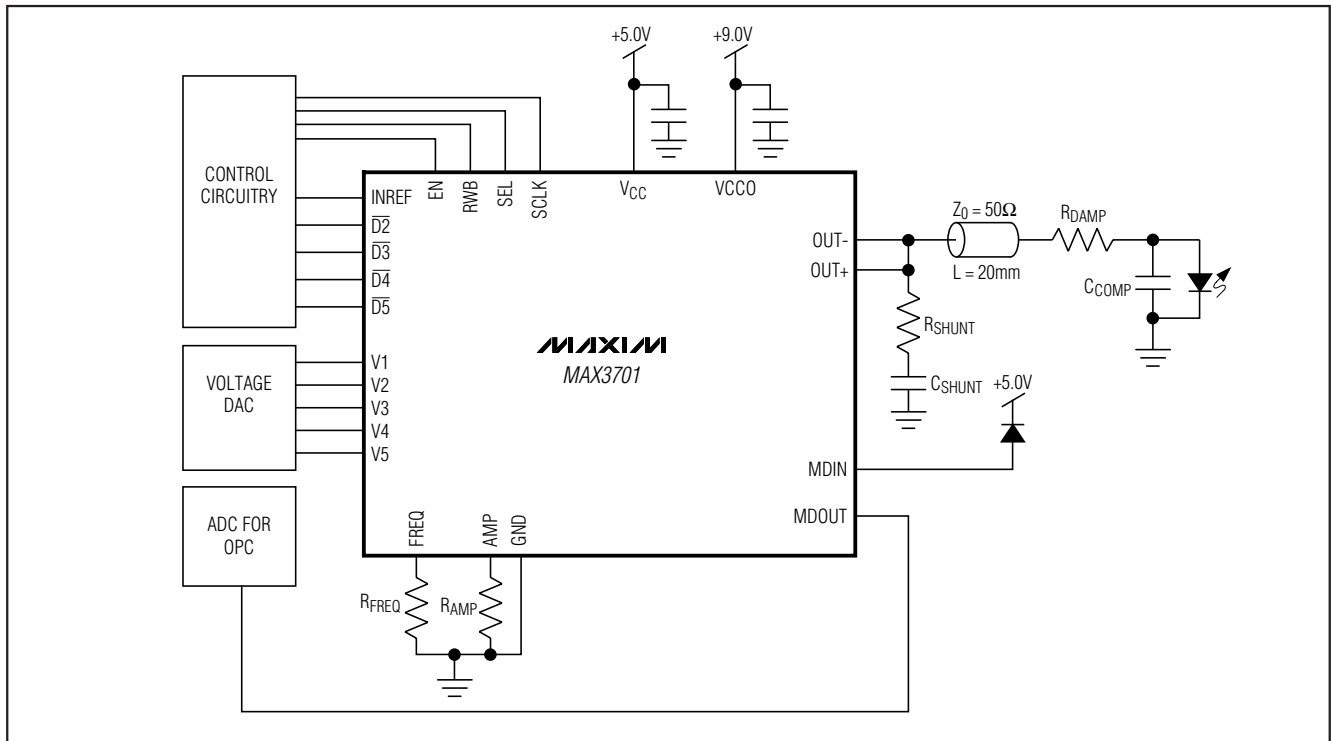 +5.0V
+9.0V
CONTROL
CIRCUITRY
EN
RWB
SEL
SCLK
VCC
VCCO
INREF
D2
D3
D4
D5
OUT-
OUT+
Z0 = 50Ω
L = 20mm
RDAMP
CCOMP
RSHUNT
CSHUNT
+5.0V
VOLTAGE
DAC
V1
V2
V3
V4
V5
MAXIM
MAX3701
MDIN
MDOUT
ADC FOR
OPC
FREQ
AMP
GND
RFREQ
RAMP